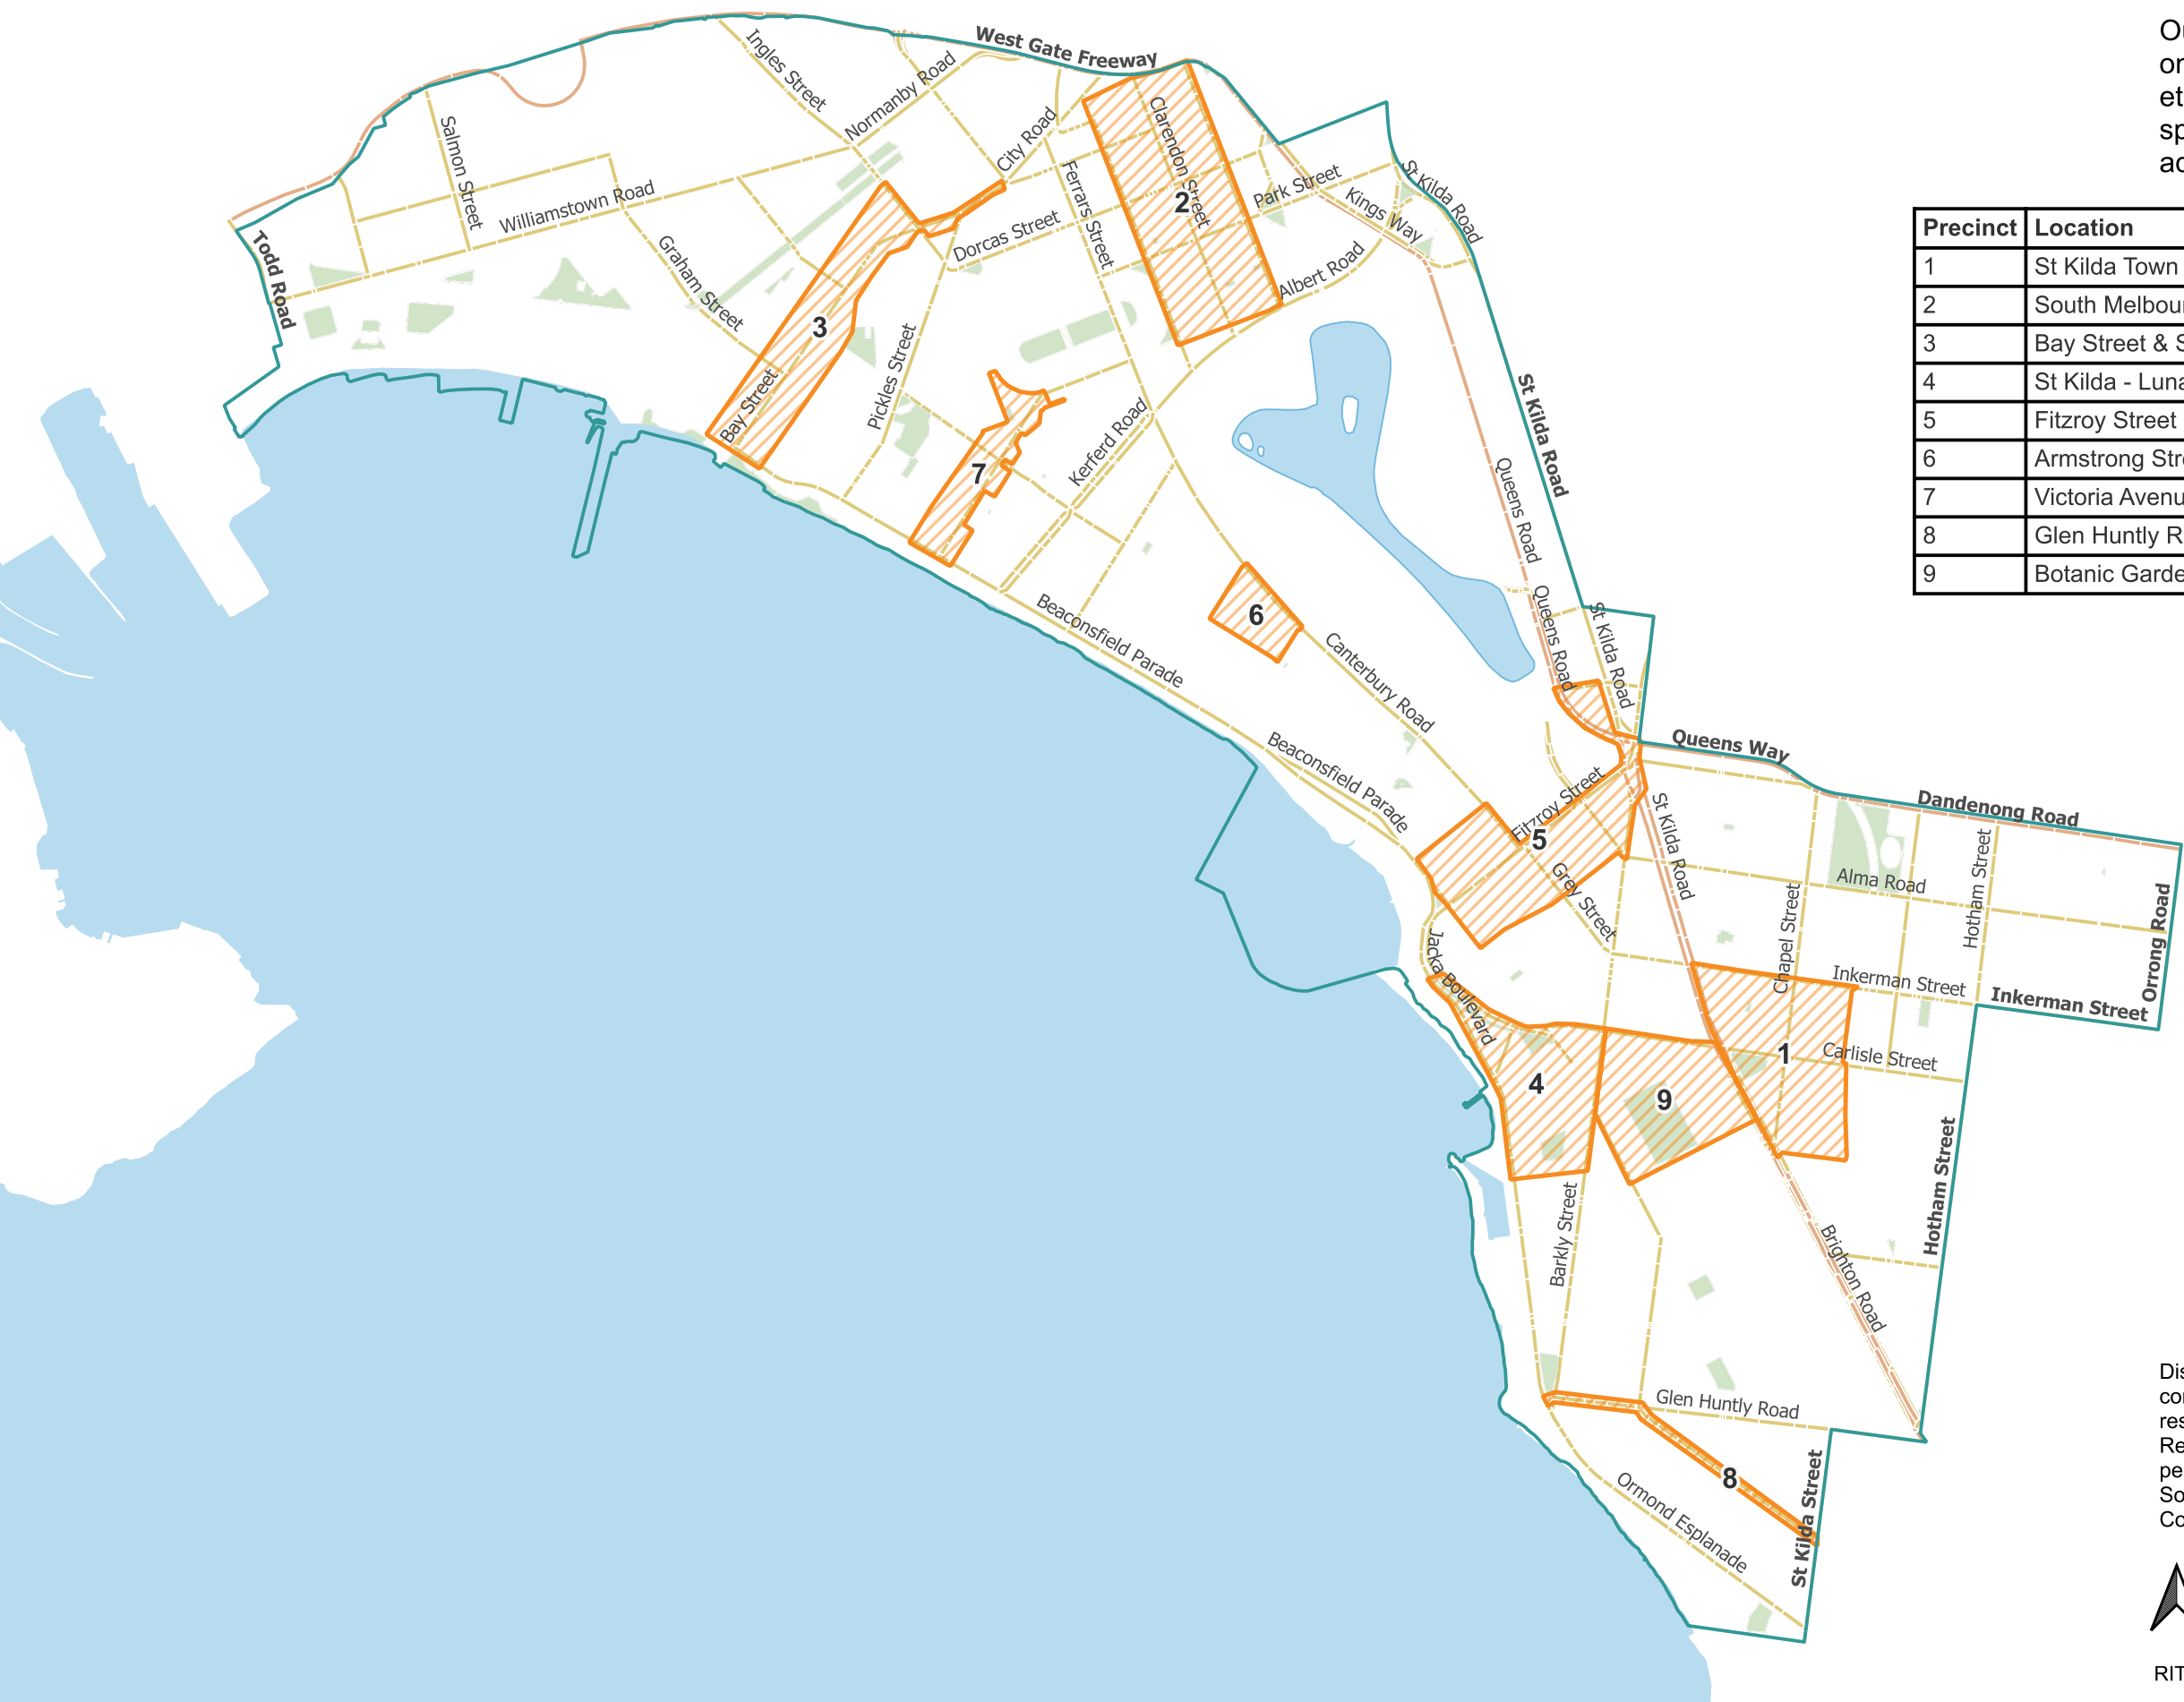 West Gate Freeway
Ingles Street
Normanby Road
City Road
Clarendon Street
Salmon Street
Williamstown Road
Ferrars Street
2
Park Street
St Kilda Road
Kings Way
Dorcas Street
Todd Road
Graham Street
Albert Road
3
Pickles Street
Bay Street
Kerferd Road
7
St Kilda Road
Queens Road
Queens Road
St Kilda Road
6
Beaconsfield Parade
Canterbury Road
Beaconsfield Parade
Queens Way
Fitzroy Street
5
St Kilda Road
Dandenong Road
Grey Street
Alma Road
Hotham Street
Chapel Street
Orrong Road
Jacka Boulevard
Inkerman Street
Inkerman Street
1
Carlisle Street
4
9
Barkly Street
Hotham Street
Brighton Road
Glen Huntly Road
8
Ormond Esplanade
St Kilda Street
Precinct Location
1 St Kilda Town
2 South
3 Bay Street &
4 St Kilda -
5 Fitzroy Street
6 Armstrong
7 Victoria
8 Glen Huntly
9 Botanic